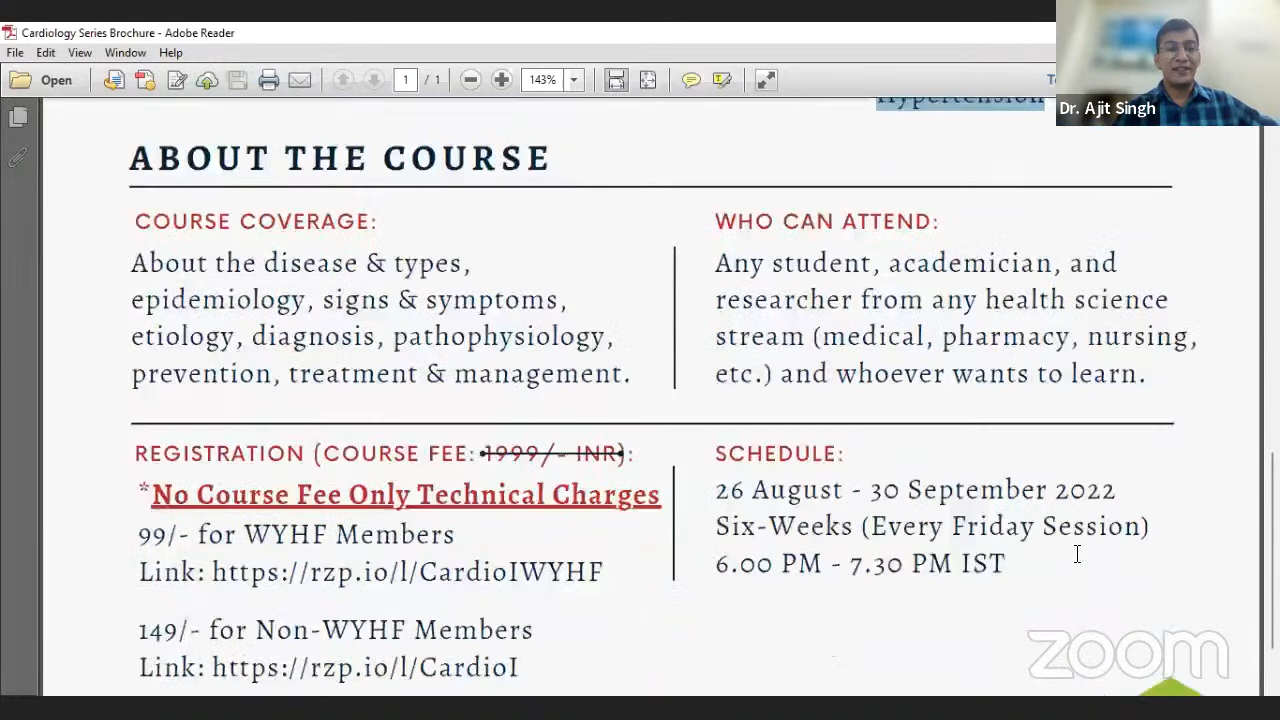 Cardiology Series Brochure - Adobe Reader
File Edit View Window Help
Open
1 / 1
143%
Dr. Ajit Singh
Hypertension
ABOUT THE COURSE
COURSE COVERAGE:
About the disease & types,
epidemiology, signs & symptoms,
etiology, diagnosis, pathophysiology,
prevention, treatment & management.
WHO CAN ATTEND:
Any student, academician, and
researcher from any health science
stream (medical, pharmacy, nursing,
etc.) and whoever wants to learn.
REGISTRATION (COURSE FEE: 1999/- INR):
*No Course Fee Only Technical Charges
99/- for WYHF Members
Link: https://rzp.io/l/CardioIWYHF
149/- for Non-WYHF Members
Link: https://rzp.io/l/CardioI
SCHEDULE:
26 August - 30 September 2022
Six-Weeks (Every Friday Session)
6.00 PM - 7.30 PM IST
zoom